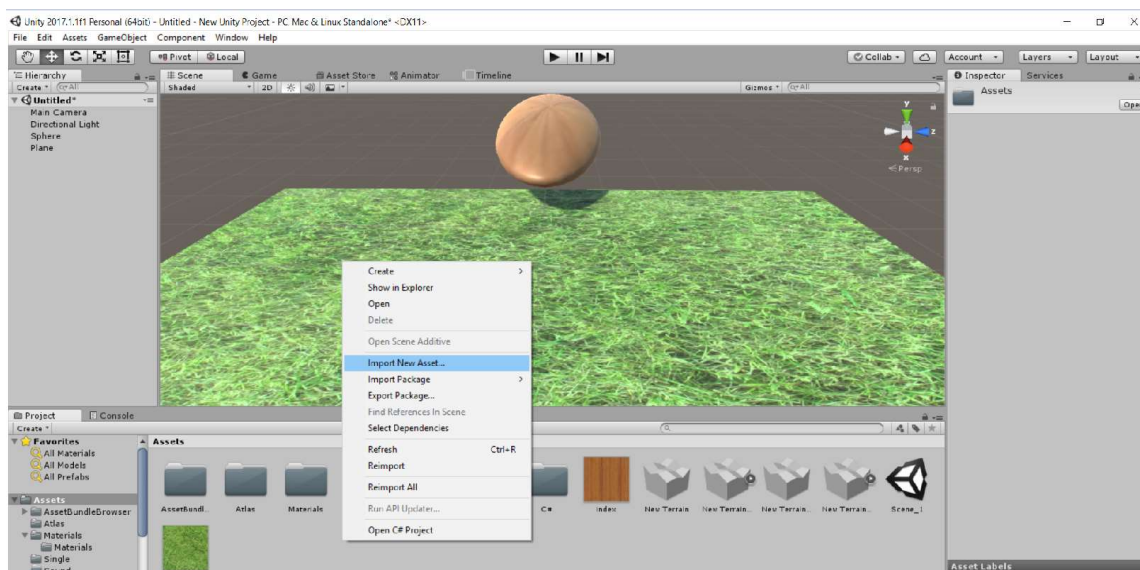 Unity 2017.1.1f1 Personal (64bit) - Untitled - New Unity Project - PC, Mac & Linux Standalone* <DX11>
File Edit Assets GameObject Component Window Help
Pivot Local Collab Account Layers Layout
Hierarchy Scene Game Asset Store Animator Timeline Inspector Services
Create All Shaded 2D Gizmos All Assets
Untitled* Open
Main Camera
Directional Light
Sphere
Plane
y
z
x
Persp
Create
Show in Explorer
Open
Delete
Open Scene Additive
Import New Asset...
Import Package
Export Package...
Find References In Scene
Select Dependencies
Refresh Ctrl+R
Reimport
Reimport All
Run API Updater...
Open C# Project
Project Console
Create
Favorites Assets
All Materials
All Models
All Prefabs
Assets
AssetBundleBrowser
Atlas
Materials
Materials
Single
AssetBundl... Atlas Materials C# index New Terrain New Terrain... New Terrain... New Terrain... Scene_1
Asset Labels